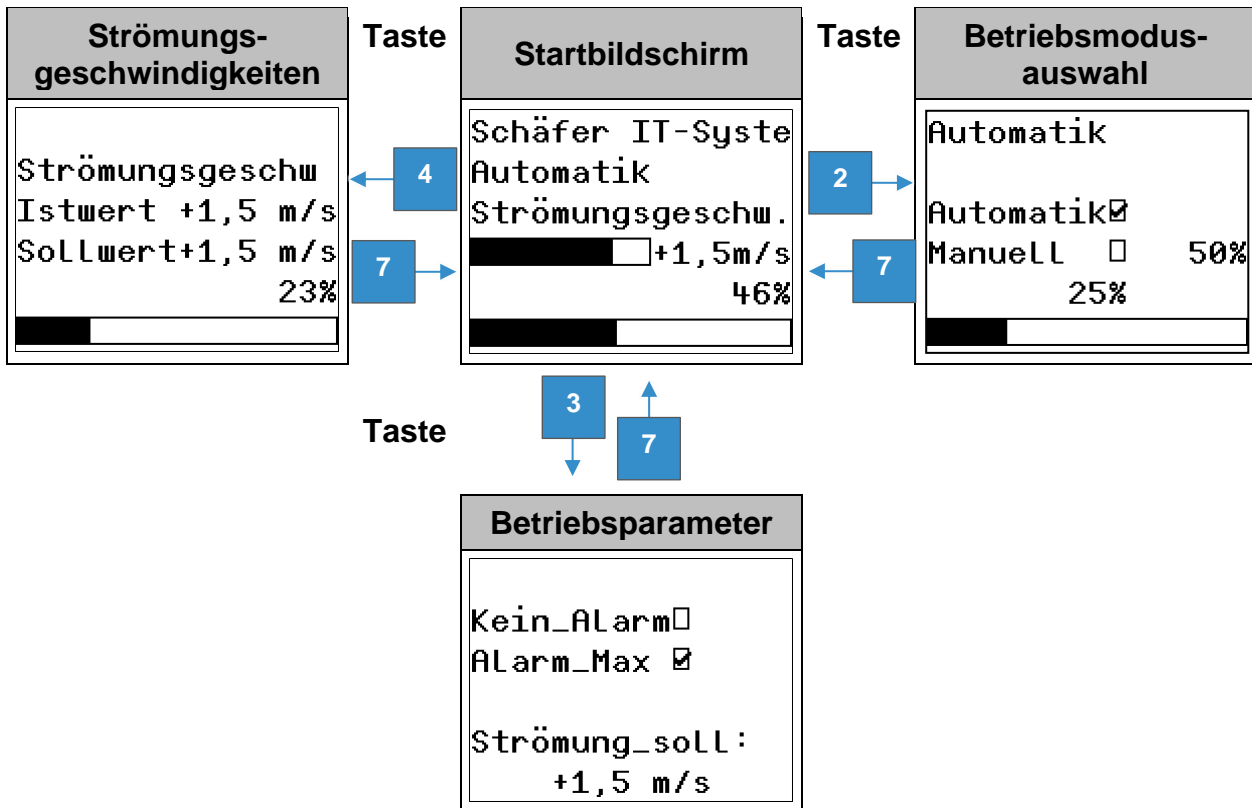 Strömungs-
geschwindigkeiten
Strömungsgeschw
Istwert +1,5 m/s
Sollwert+1,5 m/s
23%
Taste
4
7
Startbildschirm
Schäfer IT-Syste
Automatik
Strömungsgeschw.
+1,5m/s
46%
Taste
2
7
Betriebsmodus-
auswahl
Automatik
Automatik☑
Manuell ☐ 50%
25%
Taste
3
7
Betriebsparameter
Kein_Alarm☐
Alarm_Max ☑
Strömung_soll:
+1,5 m/s